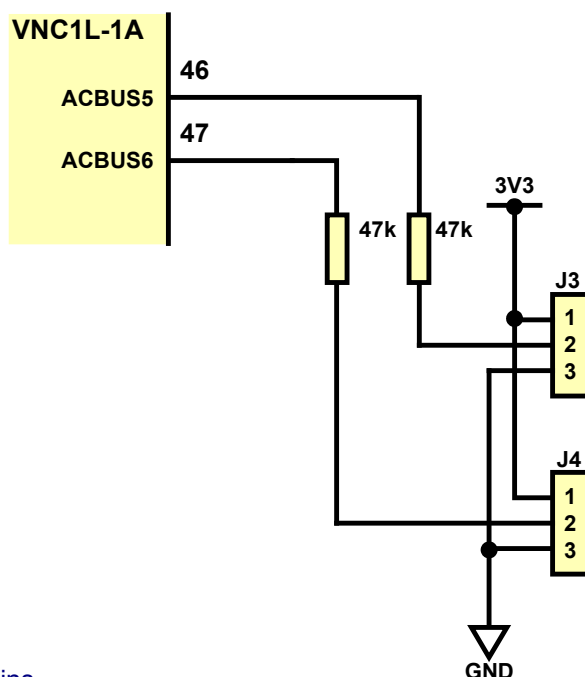 VNC1L-1A
46
ACBUS5
47
ACBUS6
3V3
47k 47k
J3
1
2
3
J4
1
2
3
GND